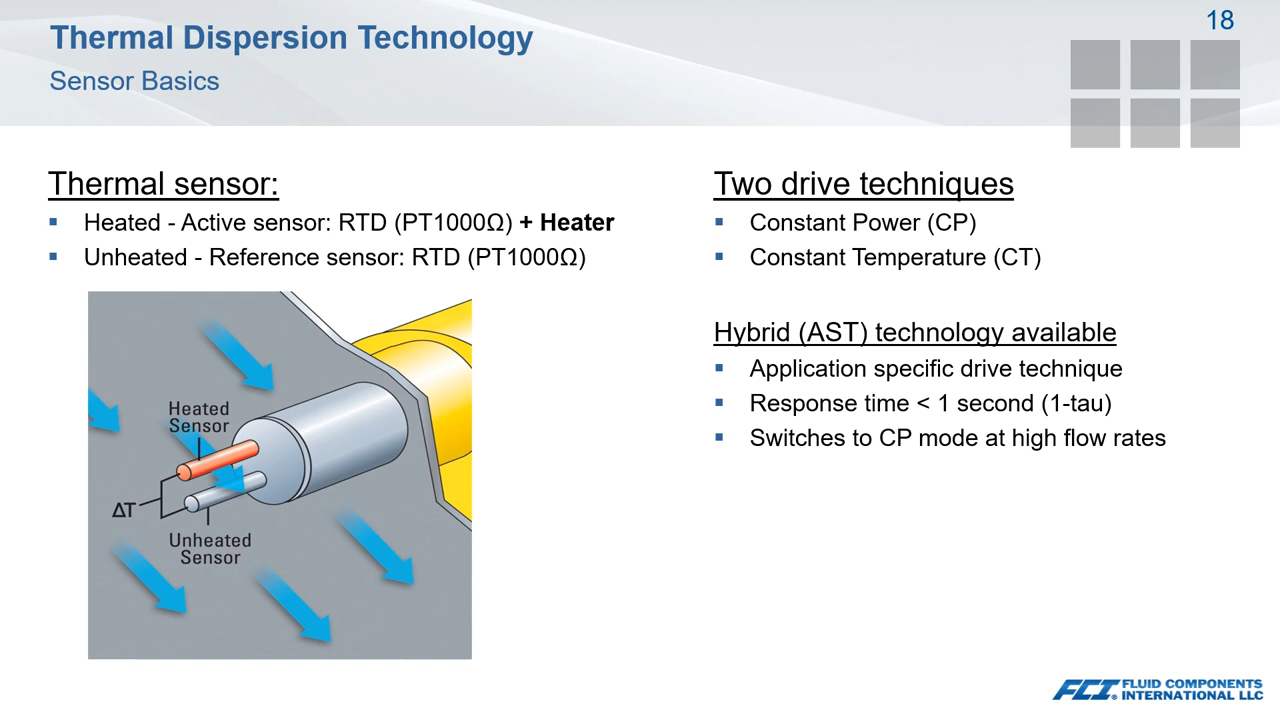 18
Thermal Dispersion Technology
Sensor Basics
Thermal sensor:
▪ Heated - Active sensor: RTD (PT1000Ω) + Heater
▪ Unheated - Reference sensor: RTD (PT1000Ω)
Heated
Sensor
ΔT
Unheated
Sensor
Two drive techniques
▪ Constant Power (CP)
▪ Constant Temperature (CT)
Hybrid (AST) technology available
▪ Application specific drive technique
▪ Response time < 1 second (1-tau)
▪ Switches to CP mode at high flow rates
FCI® FLUID COMPONENTS
INTERNATIONAL LLC